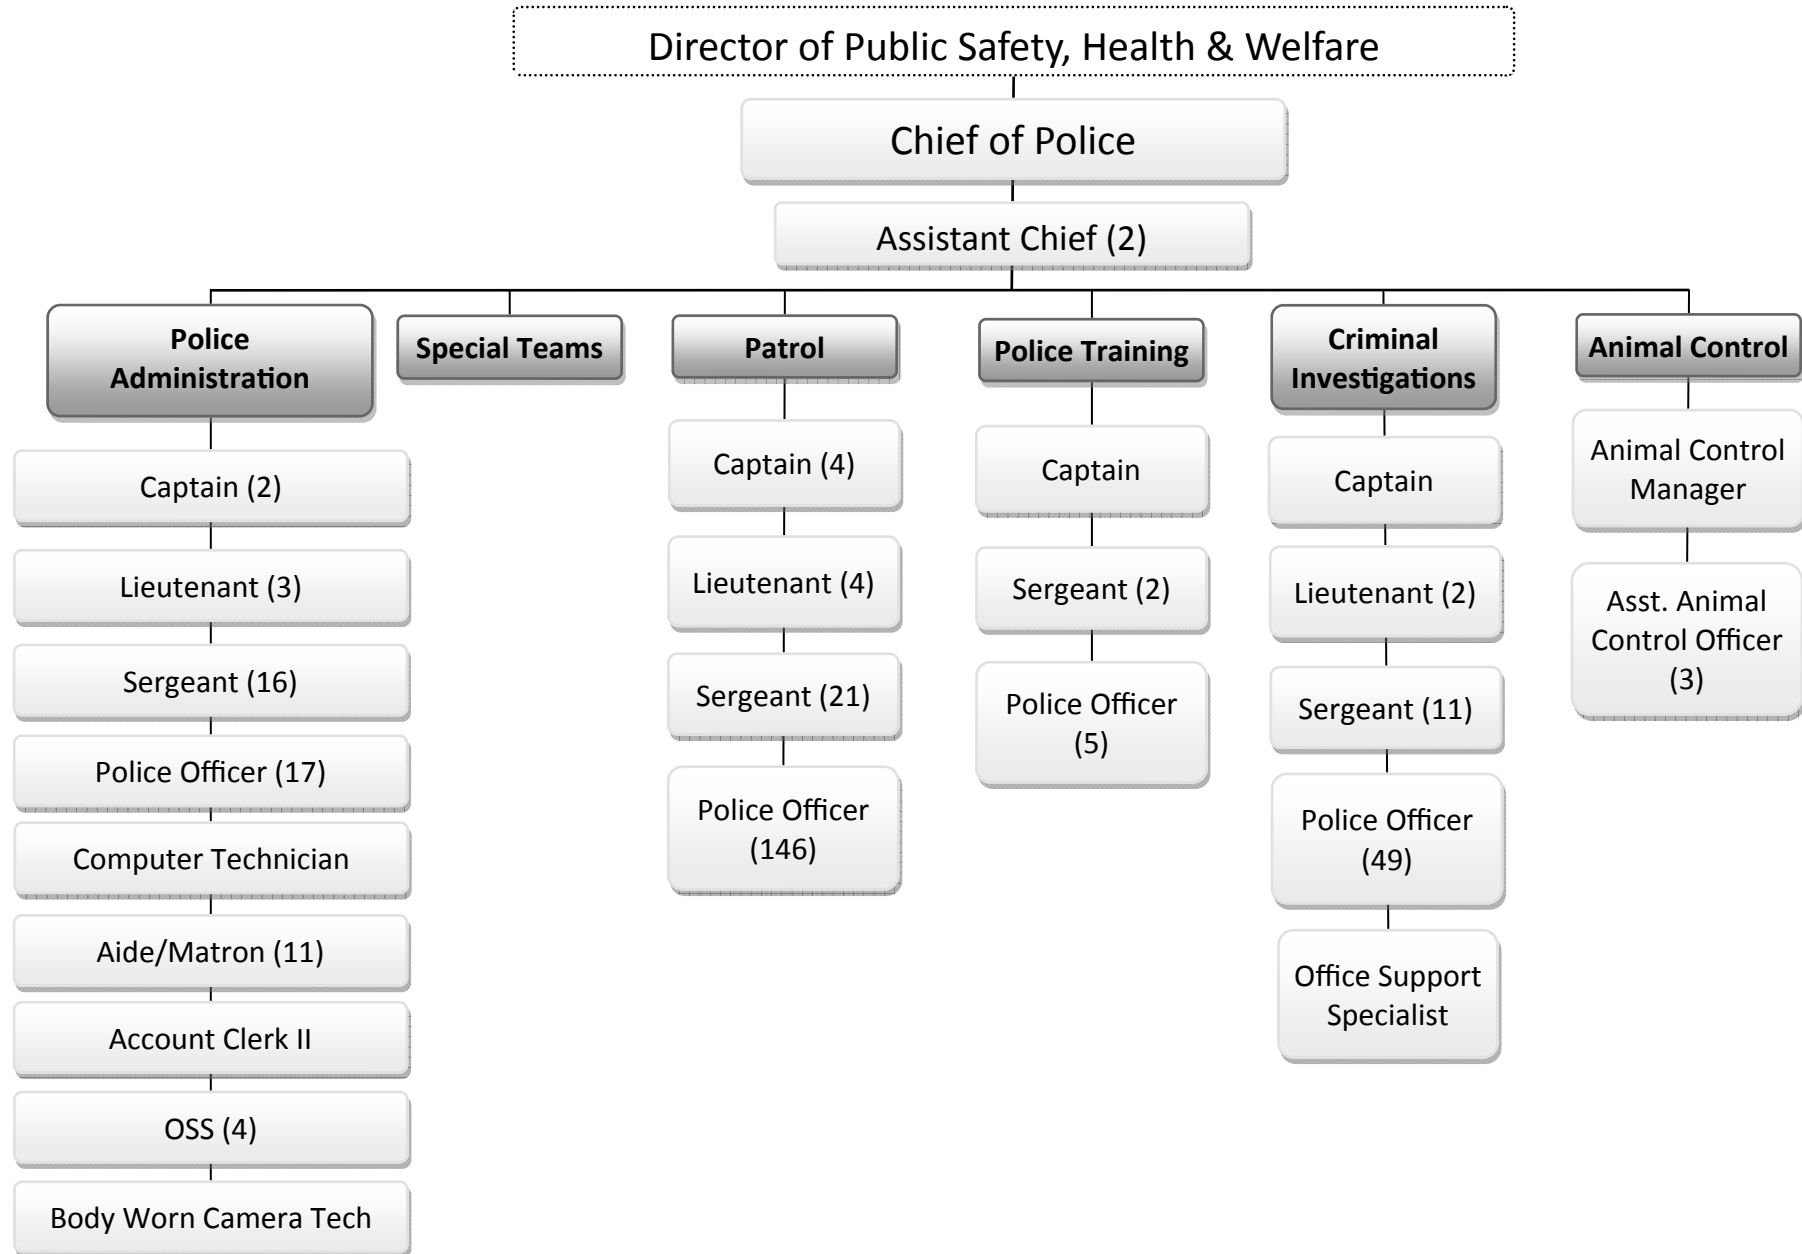 Director of Public Safety, Health & Welfare
Chief of Police
Assistant Chief (2)
Police
Administration
Captain (2)
Lieutenant (3)
Sergeant (16)
Police Officer (17)
Computer Technician
Aide/Matron (11)
Account Clerk II
OSS (4)
Body Worn Camera Tech
Special Teams
Patrol
Captain (4)
Lieutenant (4)
Sergeant (21)
Police Officer
(146)
Police Training
Captain
Sergeant (2)
Police Officer
(5)
Criminal
Investigations
Captain
Lieutenant (2)
Sergeant (11)
Police Officer
(49)
Office Support
Specialist
Animal Control
Animal Control
Manager
Asst. Animal
Control Officer
(3)